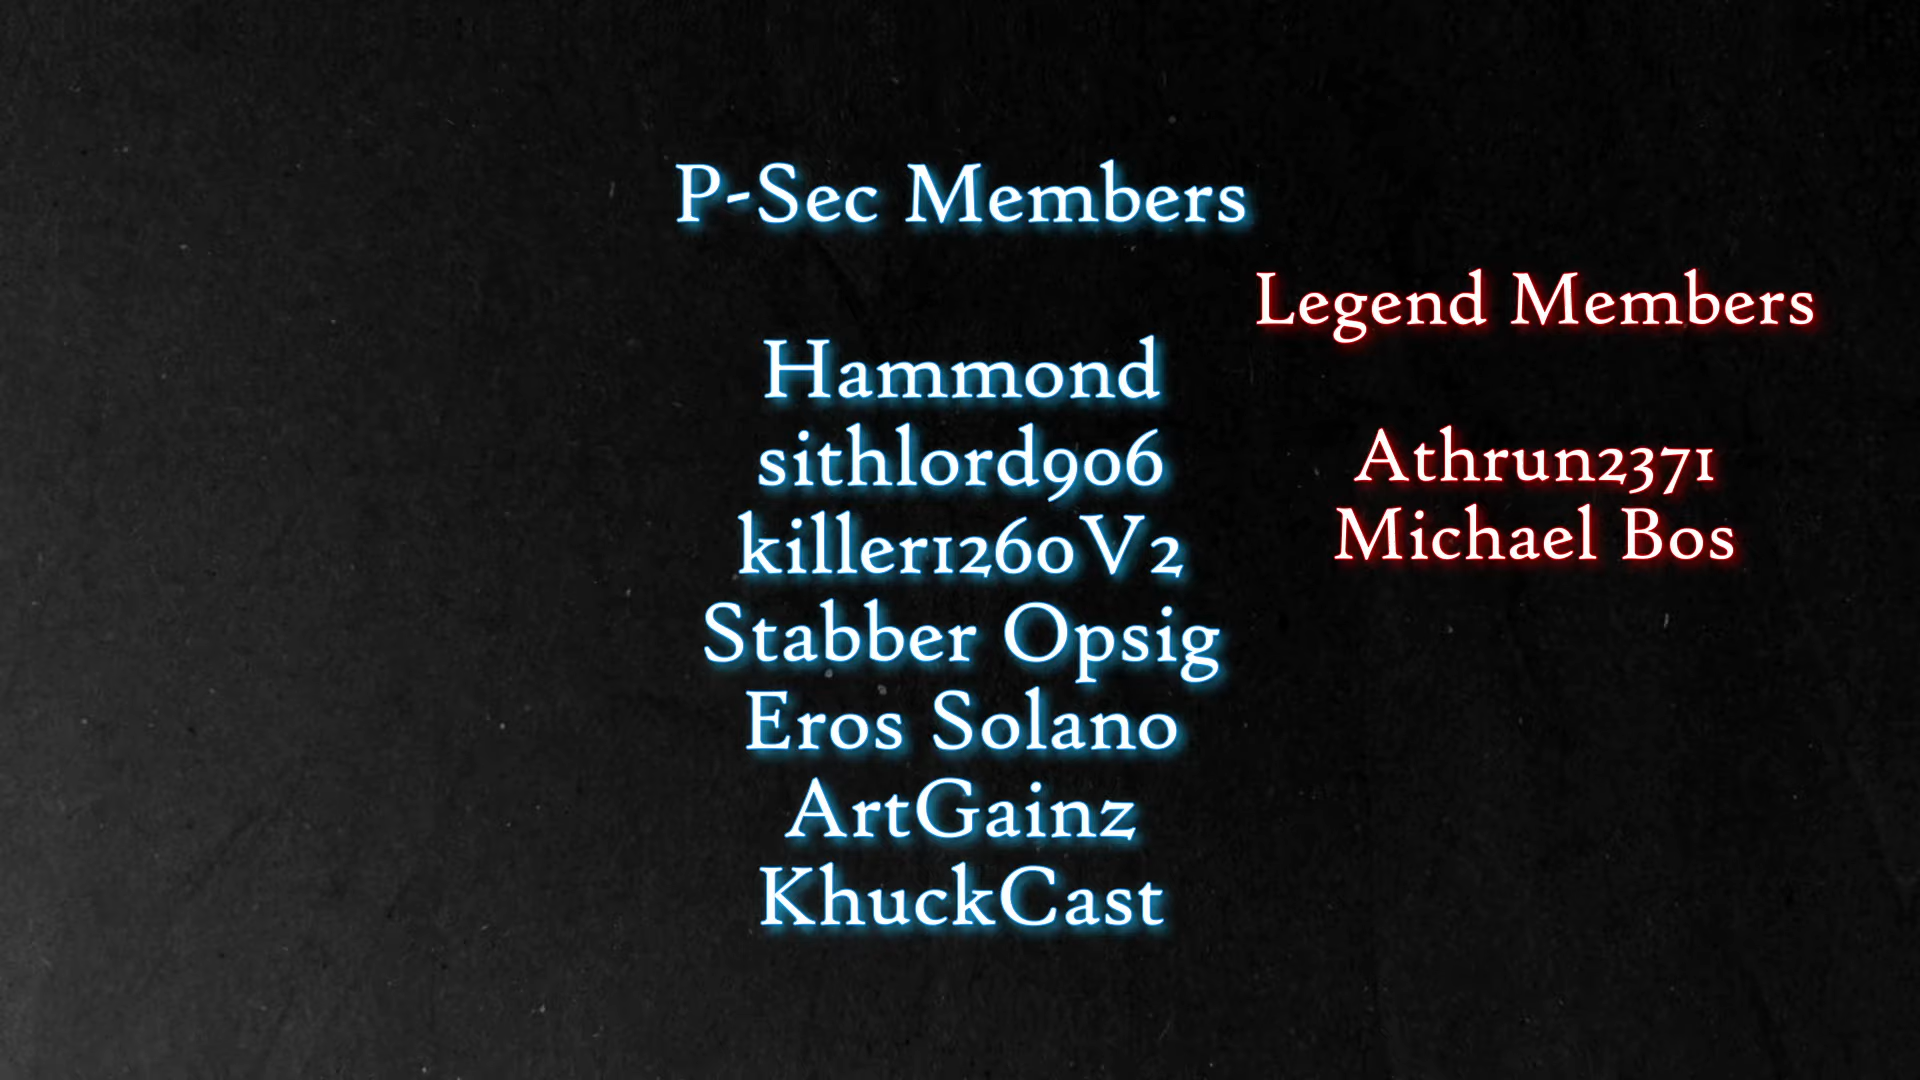 P-Sec Members
Hammond
sithlord906
killer1260V2
Stabber Opsig
Eros Solano
ArtGainz
KhuckCast
Legend Members
Athrun2371
Michael Bos